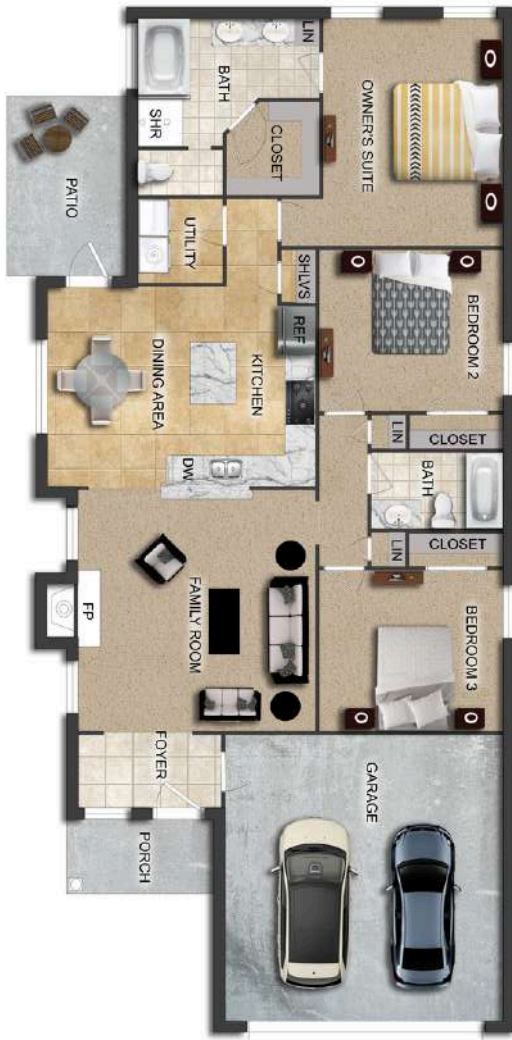 BEDROOM 2
BEDROOM 3
CLOSET
CLOSET
BATH
LIN
LIN
OWNER'S SUITE
GARAGE
LIN
SHLVS
REF
CLOSET
KITCHEN
BATH
UTILITY
DW
FAMILY ROOM
SHR
DINING AREA
FOYER
PORCH
FP
PATIO